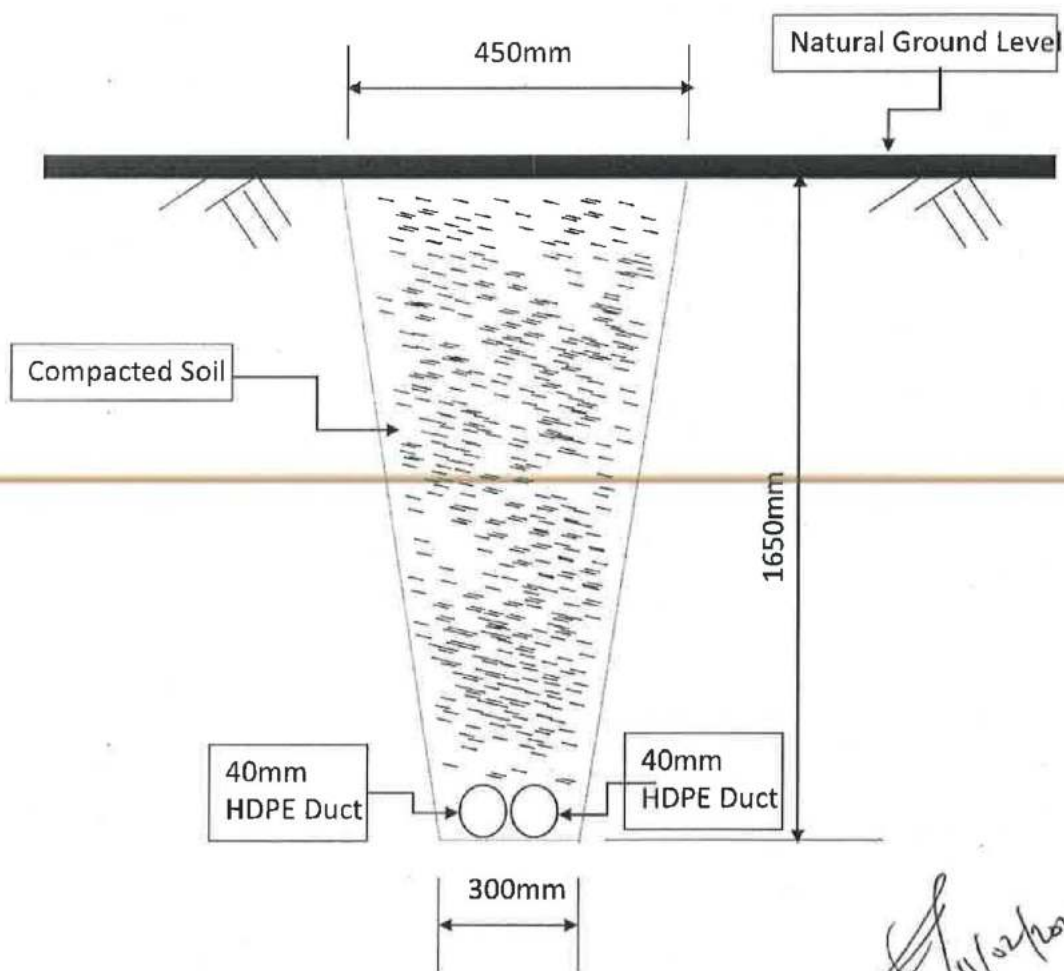 450mm
Natural Ground Level
Compacted Soil
1650mm
40mm
HDPE Duct
40mm
HDPE Duct
300mm